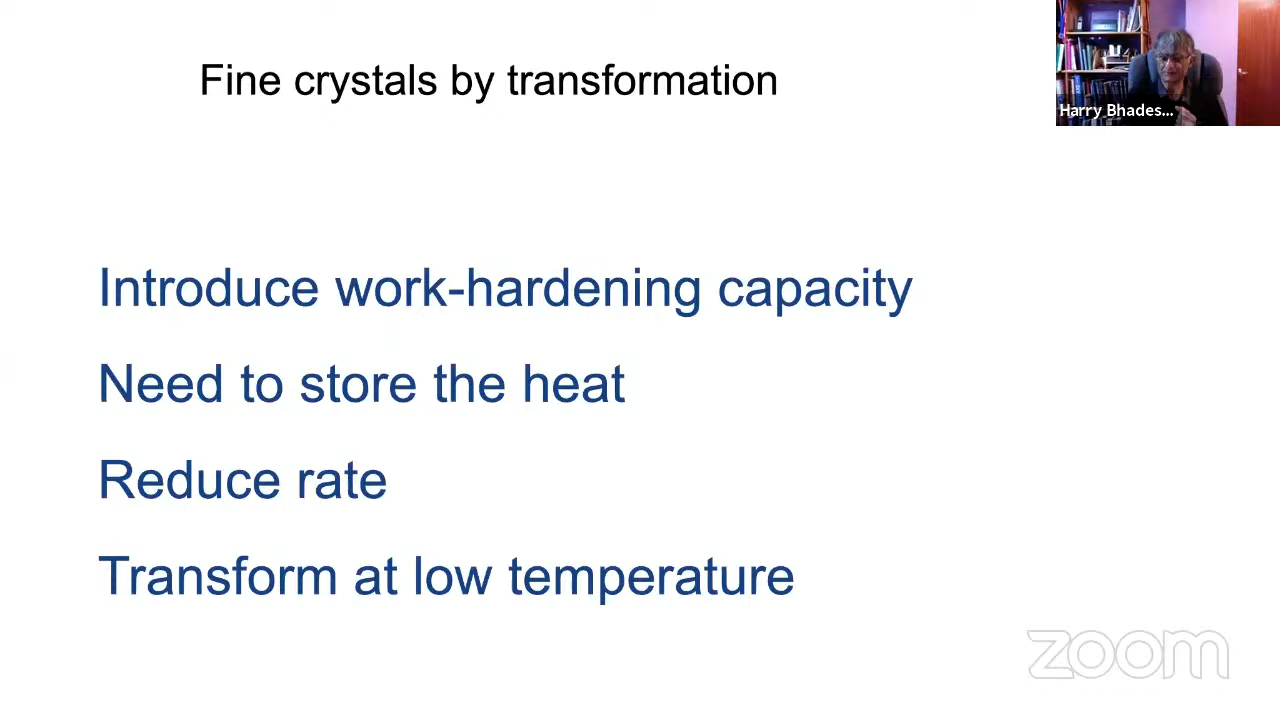 Fine crystals by transformation
Harry Bhades...
Introduce work-hardening capacity
Need to store the heat
Reduce rate
Transform at low temperature
zoom